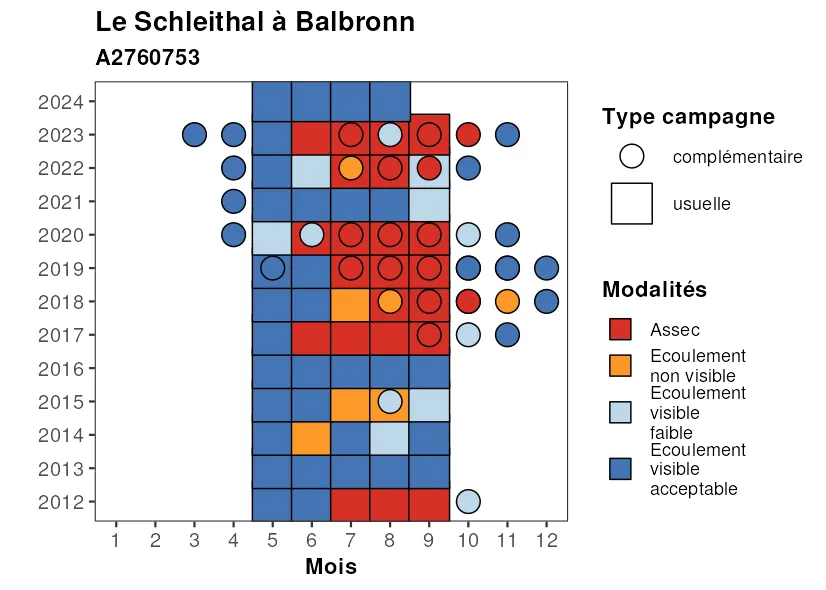 Le Schleithal à Balbronn
A2760753
2024
2023
2022
2021
2020
2019
2018
2017
2016
2015
2014
2013
2012
1 2 3 4 5 6 7 8 9 10 11 12
Mois
Type campagne
complémentaire
usuelle
Modalités
Assec
Ecoulement
non visible
Ecoulement
visible
faible
Ecoulement
visible
acceptable